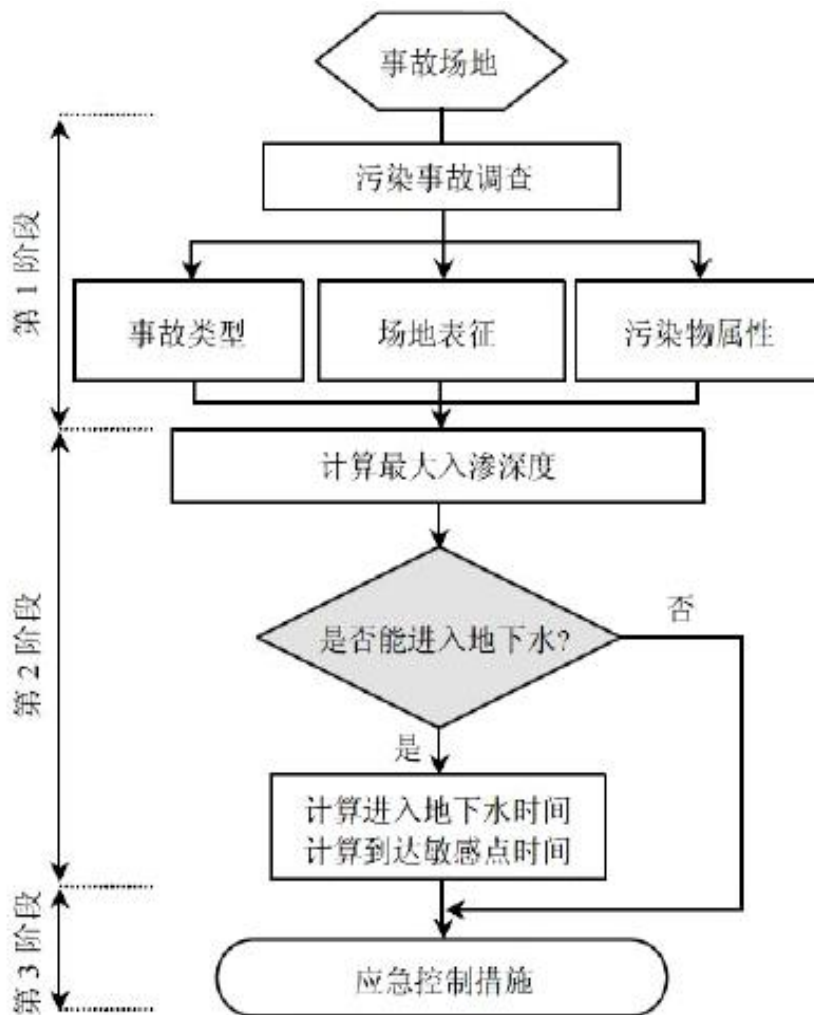 事故场地
污染事故调查
第1阶段
事故类型
场地表征
污染物属性
计算最大入渗深度
第2阶段
是否能进入地下水?
否
是
计算进入地下水时间
计算到达敏感点时间
第3阶段
应急控制措施